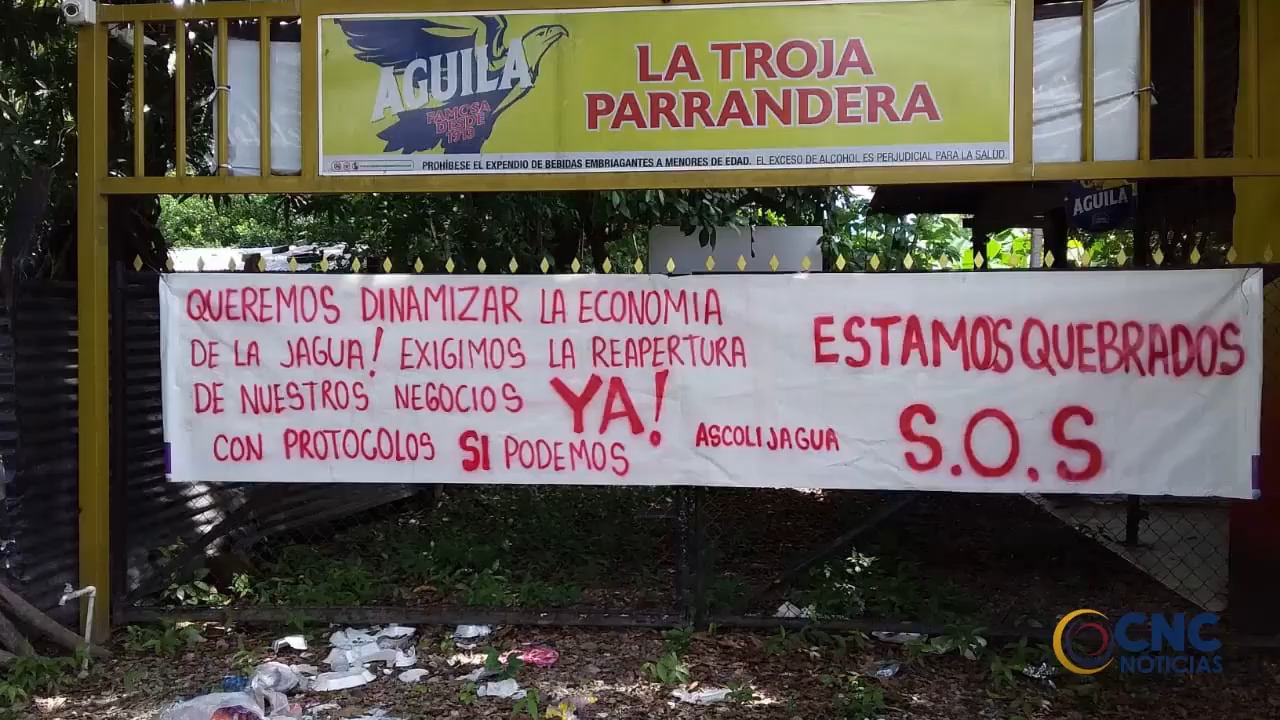 AGUILA
FAMOSA
DESDE
1913
LA TROJA
PARRANDERA
PROHÍBESE EL EXPENDIO DE BEBIDAS EMBRIAGANTES A MENORES DE EDAD. EL EXCESO DE ALCOHOL ES PERJUDICIAL PARA LA SALUD
AGUILA
QUEREMOS DINAMIZAR LA ECONOMIA
DE LA JAGUA! EXIGIMOS LA REAPERTURA
DE NUESTROS NEGOCIOS YA!
CON PROTOCOLOS SI PODEMOS
ASCOLIJAGUA
ESTAMOS QUEBRADOS
S.O.S
CNC
NOTICIAS